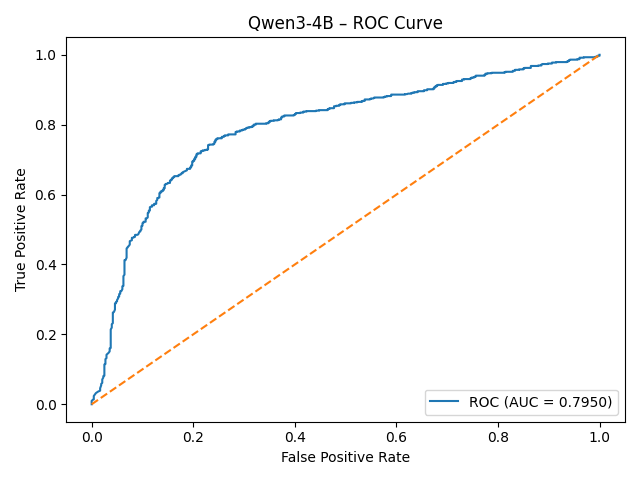 Qwen3-4B – ROC Curve
1.0
0.8
0.6
0.4
0.2
0.0
True Positive Rate
ROC (AUC = 0.7950)
0.0 0.2 0.4 0.6 0.8 1.0
False Positive Rate